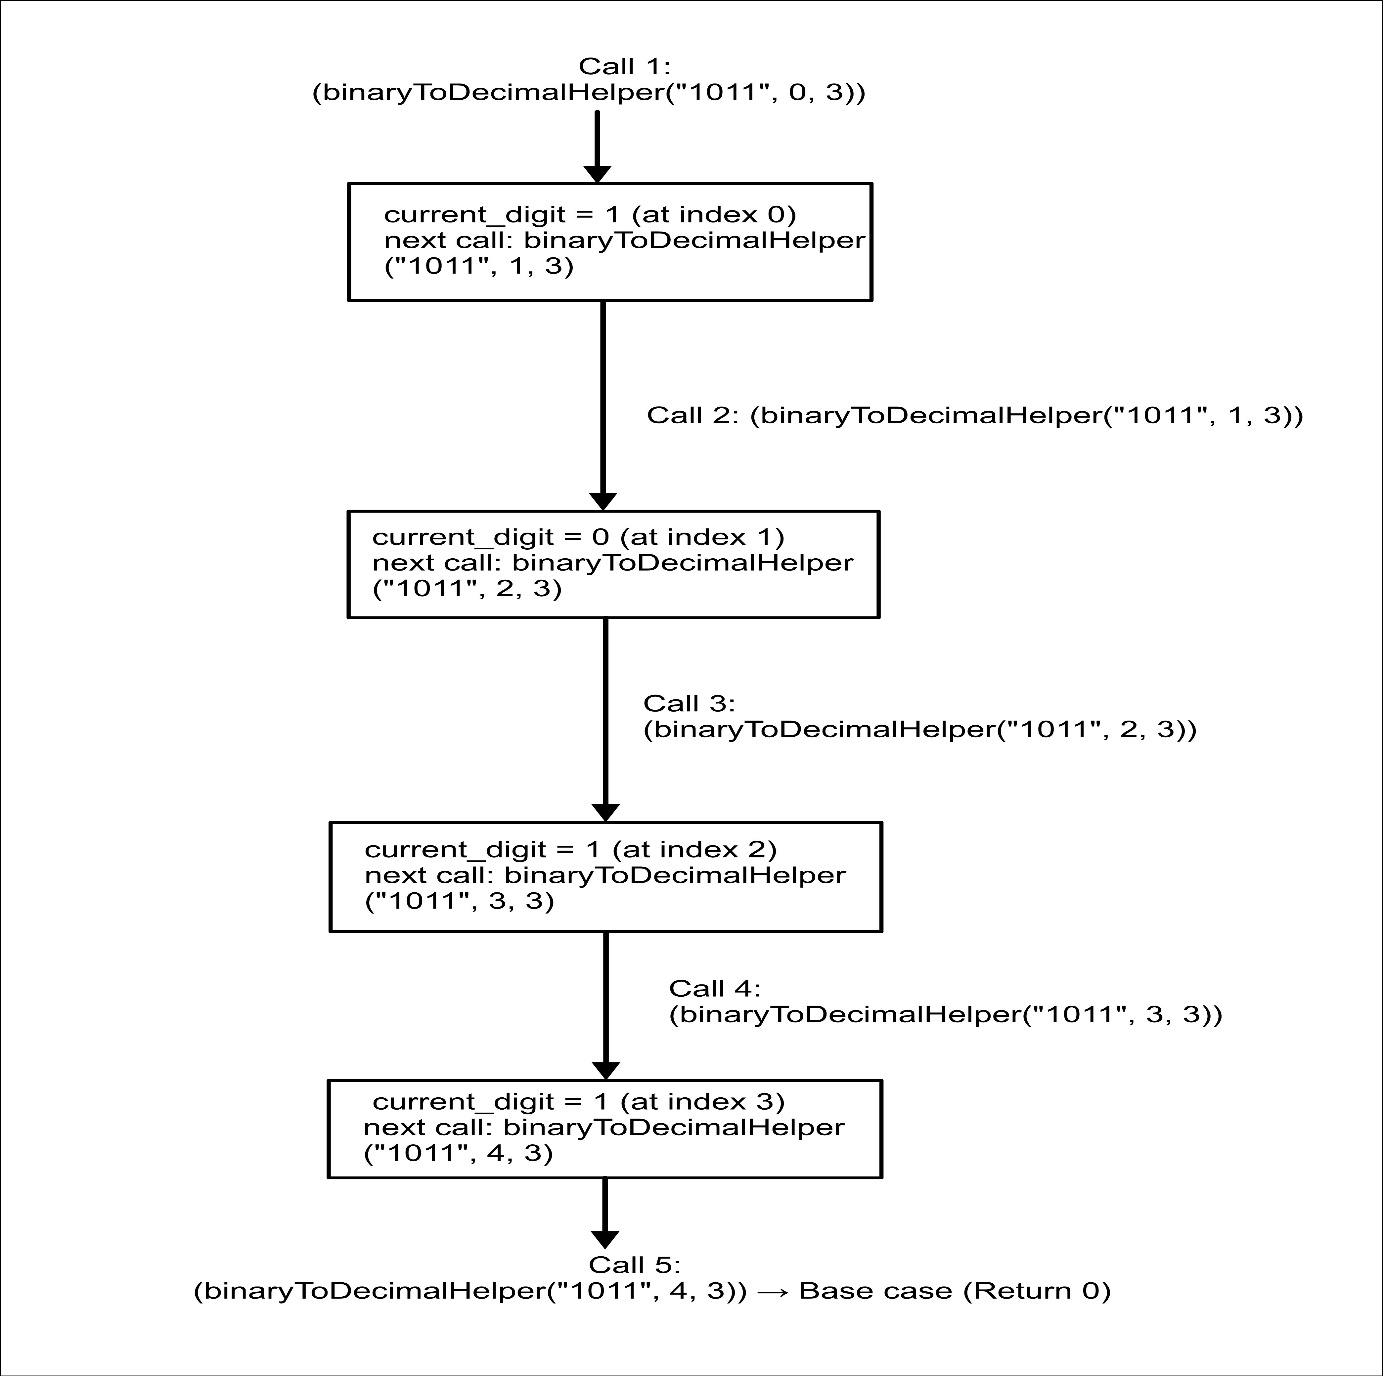 Call 1:
(binaryToDecimalHelper("1011", 0, 3))
current_digit = 1 (at index 0)
next call: binaryToDecimalHelper
("1011", 1, 3)
Call 2: (binaryToDecimalHelper("1011", 1, 3))
current_digit = 0 (at index 1)
next call: binaryToDecimalHelper
("1011", 2, 3)
Call 3:
(binaryToDecimalHelper("1011", 2, 3))
current_digit = 1 (at index 2)
next call: binaryToDecimalHelper
("1011", 3, 3)
Call 4:
(binaryToDecimalHelper("1011", 3, 3))
current_digit = 1 (at index 3)
next call: binaryToDecimalHelper
("1011", 4, 3)
Call 5:
(binaryToDecimalHelper("1011", 4, 3)) → Base case (Return 0)